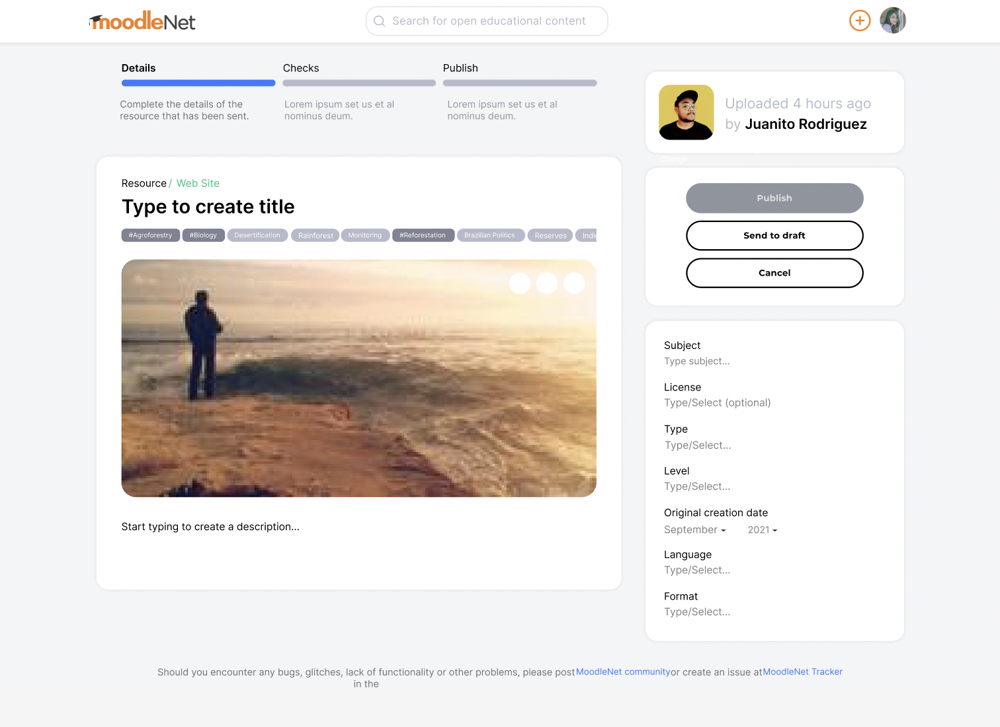 moodleNet
Search for open educational content
Details
Checks
Publish
Complete the details of the
resource that has been sent.
Lorem ipsum set us et al
nominus deum.
Lorem ipsum set us et al
nominus deum.
Uploaded 4 hours ago
by Juanito Rodriguez
Change
Resource / Web Site
Type to create title
#Agroforestry #Biology Desertification Rainforest Monitoring #Reforestation Brazilian Politics Reserves
Start typing to create a description...
Publish
Send to draft
Cancel
Subject
Type subject...
License
Type/Select (optional)
Type
Type/Select...
Level
Type/Select...
Original creation date
September 2021
Language
Type/Select...
Format
Type/Select...
Should you encounter any bugs, glitches, lack of functionality or other problems, please post MoodleNet community or create an issue at MoodleNet Tracker
in the